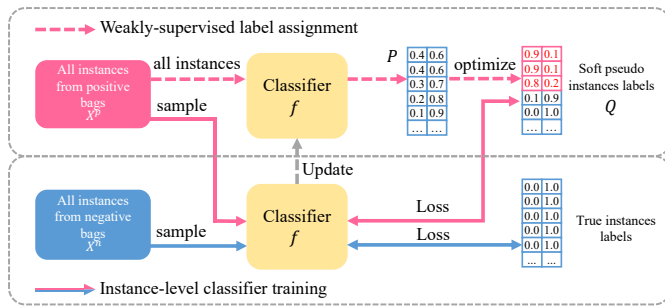 Weakly-supervised label assignment
All instances
from positive
bags
X^p
all instances
sample
Classifier
f
P
0.4 0.6
0.4 0.6
0.3 0.7
0.2 0.8
0.1 0.9
... ...
optimize
0.9 0.1
0.9 0.1
0.8 0.2
0.1 0.9
0.0 1.0
... ...
Soft pseudo
instances labels
Q
Update
All instances
from negative
bags
X^n
sample
Classifier
f
Loss
Loss
0.0 1.0
0.0 1.0
0.0 1.0
0.0 1.0
0.0 1.0
... ...
True instances
labels
Instance-level classifier training